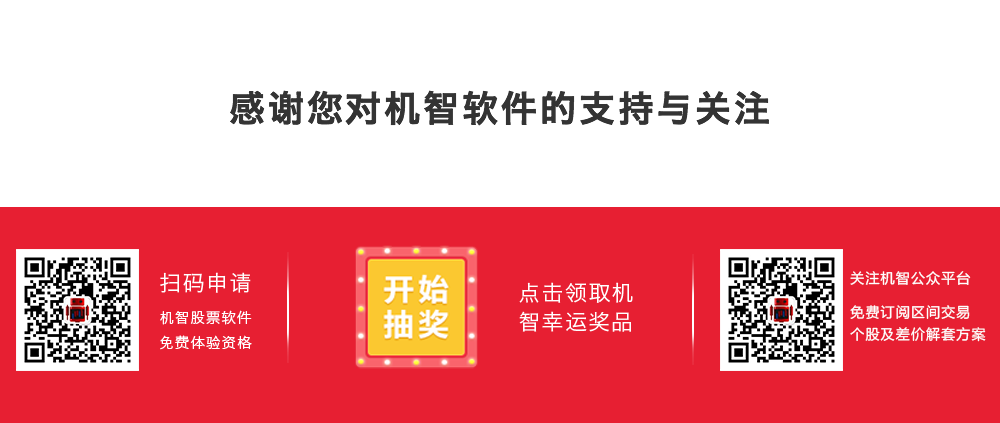 感谢您对机智软件的支持与关注
扫码申请
机智股票软件
免费体验资格
开始
抽奖
点击领取机
智幸运奖品
关注机智公众平台
免费订阅区间交易
个股及差价解套方案